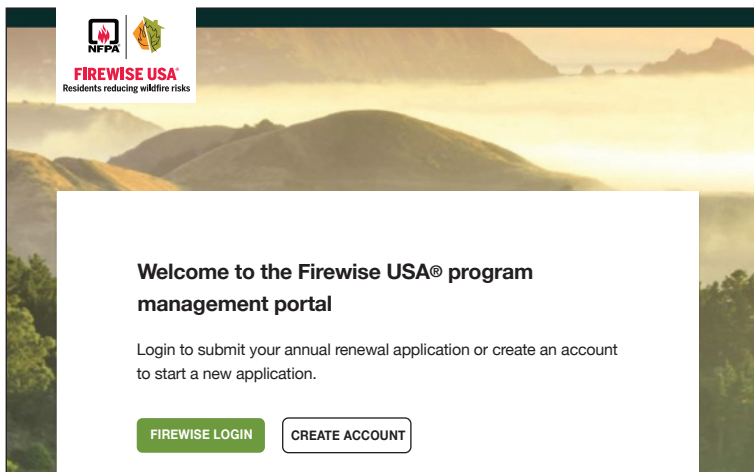 NFPA®
FIREWISE USA®
Residents reducing wildfire risks
Welcome to the Firewise USA® program
management portal
Login to submit your annual renewal application or create an account
to start a new application.
FIREWISE LOGIN
CREATE ACCOUNT